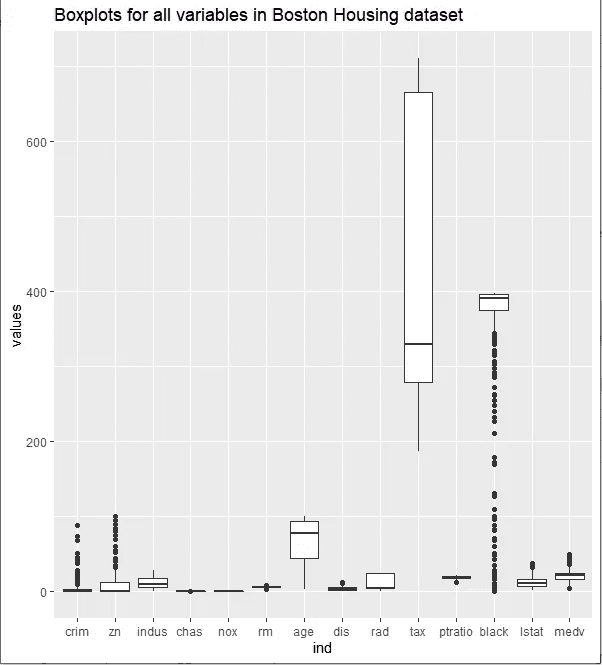 Boxplots for all variables in Boston Housing dataset
600
400
200
0
values
crim zn indus chas nox rm age dis rad tax ptratio black lstat medv
ind